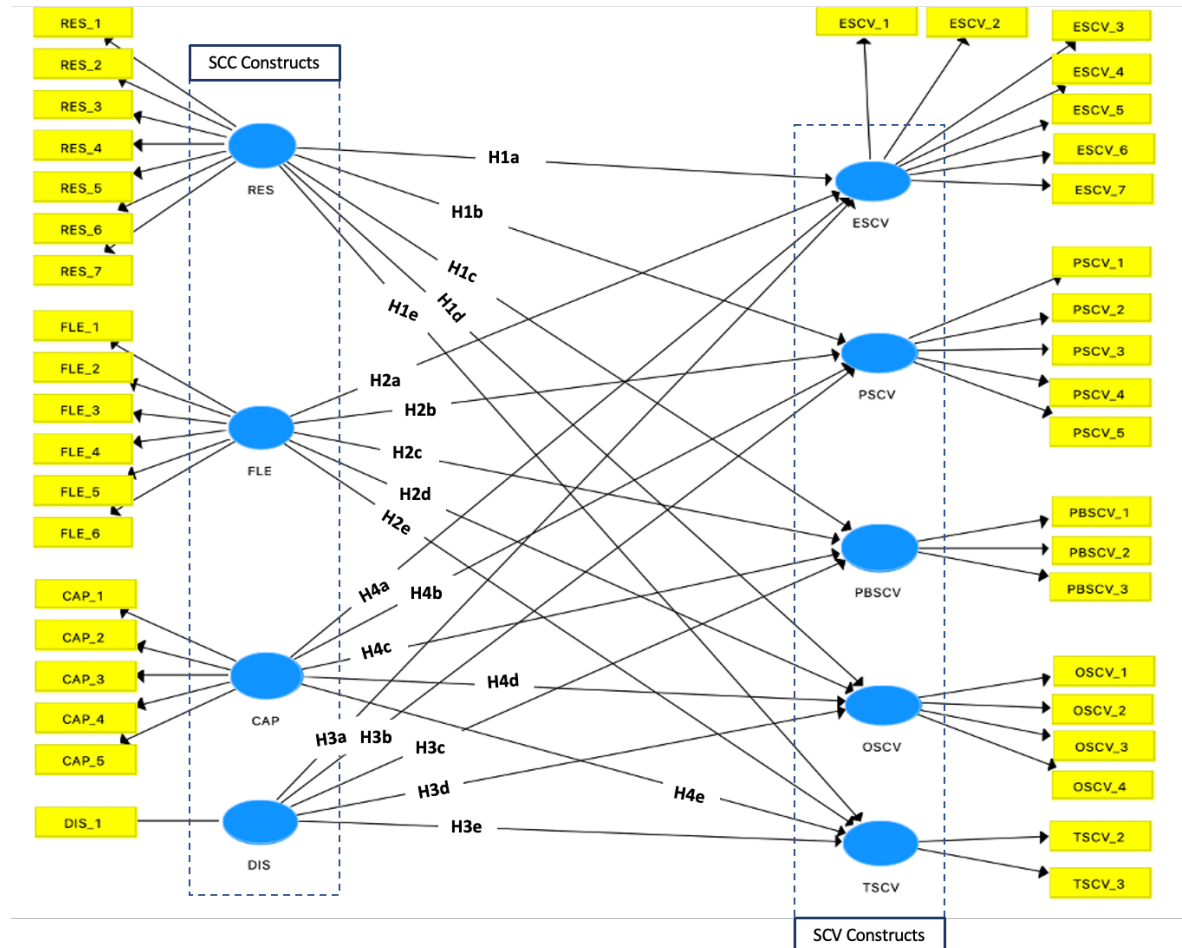 RES_1
RES_2
RES_3
RES_4
RES_5
RES_6
RES_7
SCC Constructs
RES
FLE_1
FLE_2
FLE_3
FLE_4
FLE_5
FLE_6
FLE
CAP_1
CAP_2
CAP_3
CAP_4
CAP_5
CAP
DIS_1
DIS
H1a
H1b
H1c
H1d
H1e
H2a
H2b
H2c
H2d
H2e
H4a
H4b
H4c
H4d
H4e
H3a
H3b
H3c
H3d
H3e
ESCV_1
ESCV_2
ESCV_3
ESCV_4
ESCV_5
ESCV_6
ESCV_7
ESCV
PSCV_1
PSCV_2
PSCV_3
PSCV_4
PSCV_5
PSCV
PBSCV_1
PBSCV_2
PBSCV_3
PBSCV
OSCV_1
OSCV_2
OSCV_3
OSCV_4
OSCV
TSCV_2
TSCV_3
TSCV
SCV Constructs